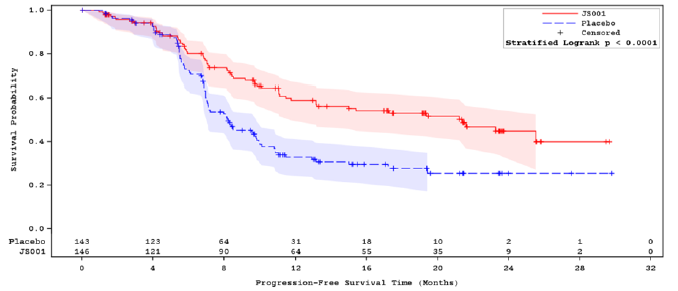 JS001
Placebo
+ Censored
Stratified Logrank p < 0.0001
1.0
0.8
0.6
0.4
0.2
0.0
Survival Probability
Placebo 143 123 64 31 18 10 2 1 0
JS001 146 121 90 64 55 35 9 2 0
0 4 8 12 16 20 24 28 32
Progression-Free Survival Time (Months)